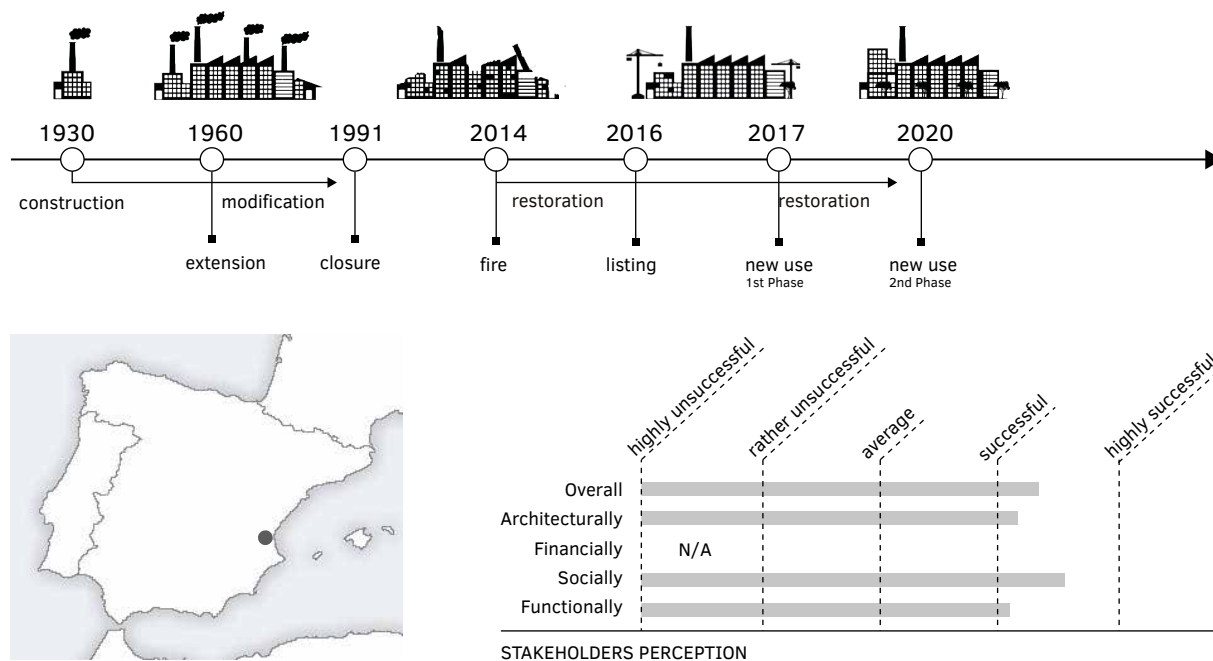 1930 1960 1991 2014 2016 2017 2020
construction modification restoration restoration
extension closure fire listing new use new use
1st Phase 2nd Phase
highly unsuccessful
rather unsuccessful
average
successful
highly successful
Overall
Architecturally
Financially N/A
Socially
Functionally
STAKEHOLDERS PERCEPTION